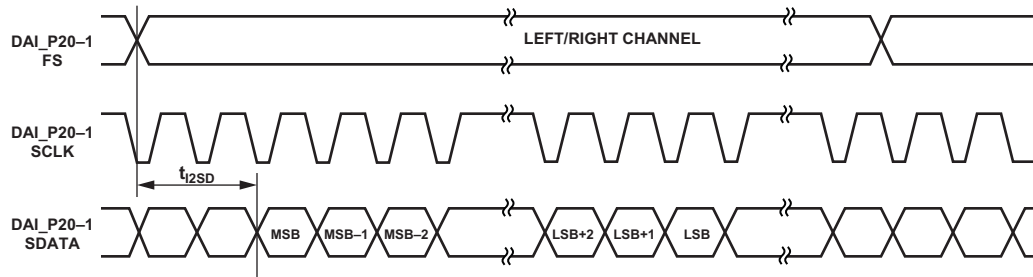 DAI_P20–1
FS
LEFT/RIGHT CHANNEL
DAI_P20–1
SCLK
tI2SD
DAI_P20–1
SDATA
MSB
MSB–1
MSB–2
LSB+2
LSB+1
LSB